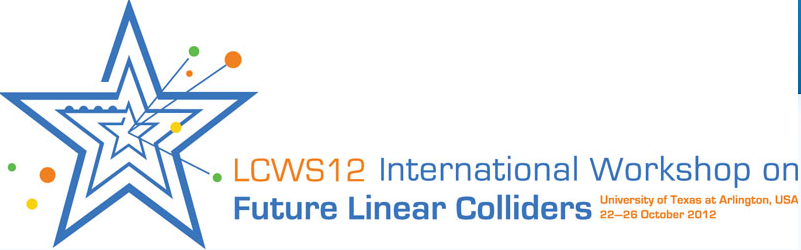 LCWS12 International Workshop on
Future Linear Colliders
University of Texas at Arlington, USA
22—26 October 2012